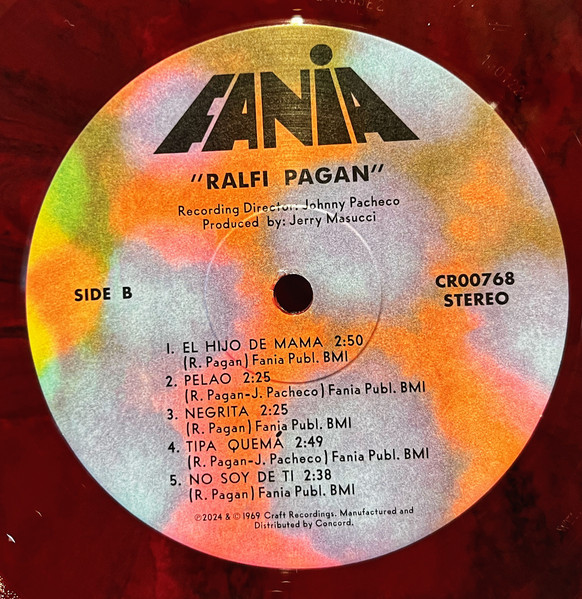 FANiA
"RALFI PAGAN"
Recording Director: Johnny Pacheco
Produced by: Jerry Masucci
SIDE B
CR00768
STEREO
1. EL HIJO DE MAMA 2:50
(R. Pagan) Fania Publ. BMI
2. PELAO 2:25
(R. Pagan-J. Pacheco) Fania Publ. BMI
3. NEGRITA 2:25
(R. Pagan) Fania Publ. BMI
4. TIPA QUEMÁ 2:49
(R. Pagan-J. Pacheco) Fania Publ. BMI
5. NO SOY DE TI 2:38
(R. Pagan) Fania Publ. BMI
℗2024 & ©1969 Craft Recordings. Manufactured and
Distributed by Concord.